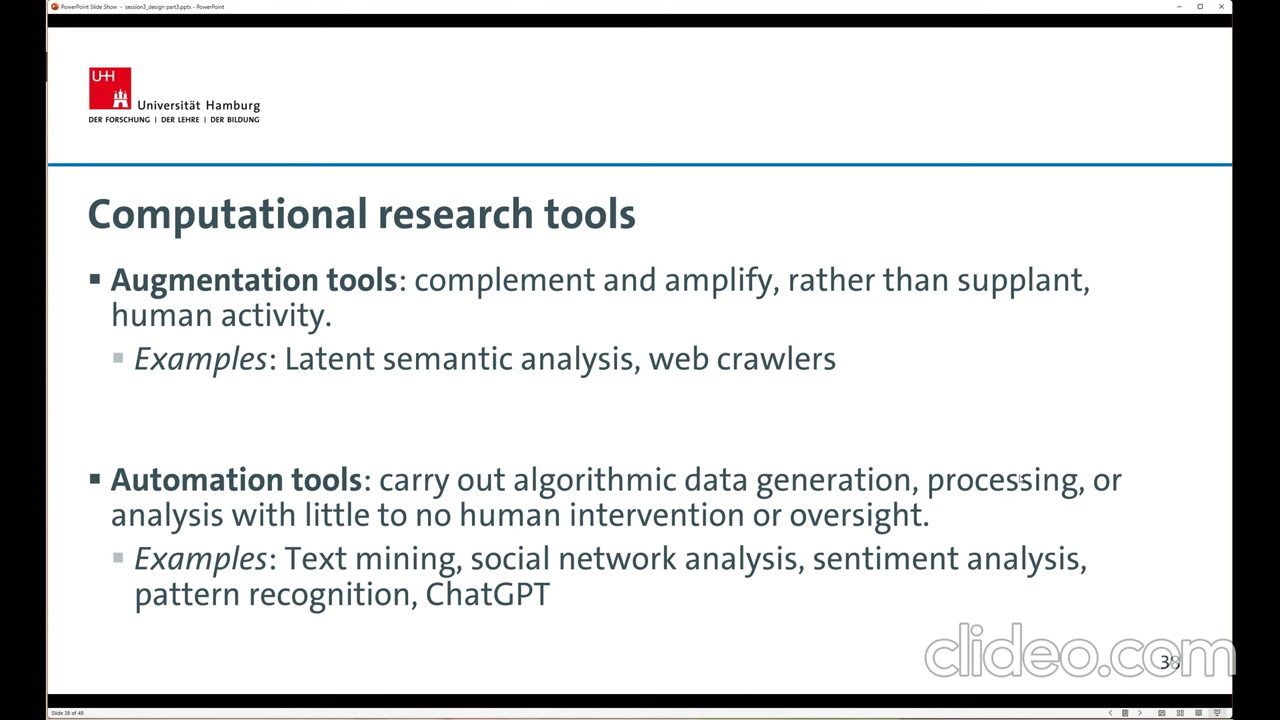 PowerPoint Slide Show - session3_design part3.pptx - PowerPoint
UHH
Universität Hamburg
DER FORSCHUNG | DER LEHRE | DER BILDUNG
Computational research tools
▪ Augmentation tools: complement and amplify, rather than supplant,
human activity.
▪ Examples: Latent semantic analysis, web crawlers
▪ Automation tools: carry out algorithmic data generation, processing, or
analysis with little to no human intervention or oversight.
▪ Examples: Text mining, social network analysis, sentiment analysis,
pattern recognition, ChatGPT
clideo.com
38
Slide 38 of 48